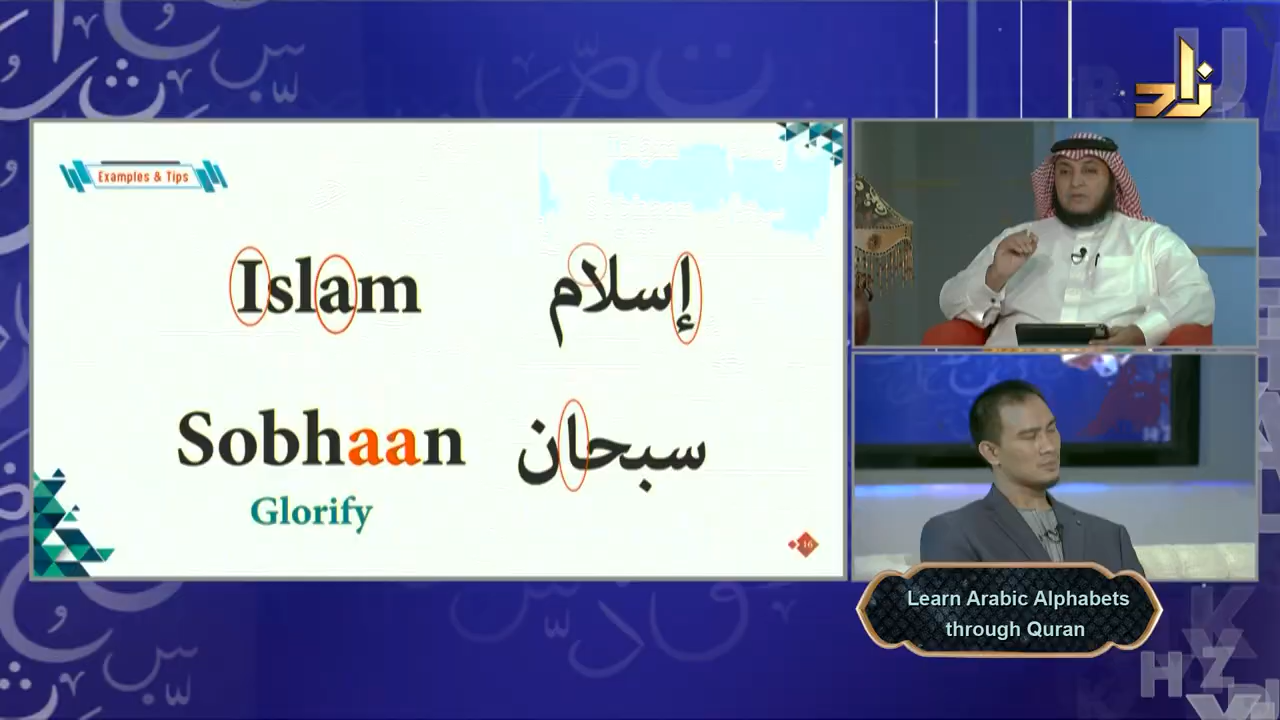 زاد
Examples & Tips
Islam إسلام
Sobhaan سبحان
Glorify
16
Learn Arabic Alphabets
through Quran